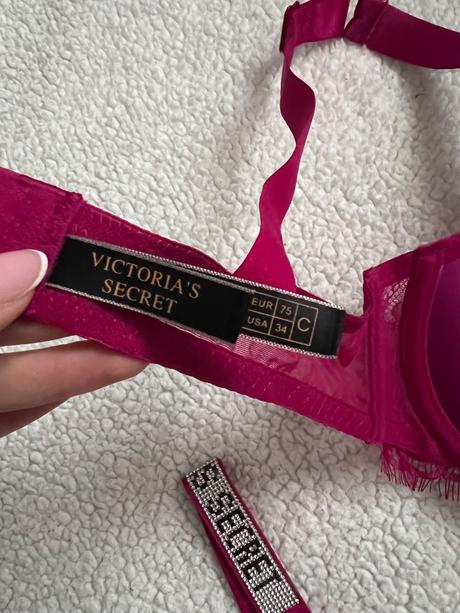 VICTORIA'S
SECRET
EUR 75 C
USA 34
S SECRET